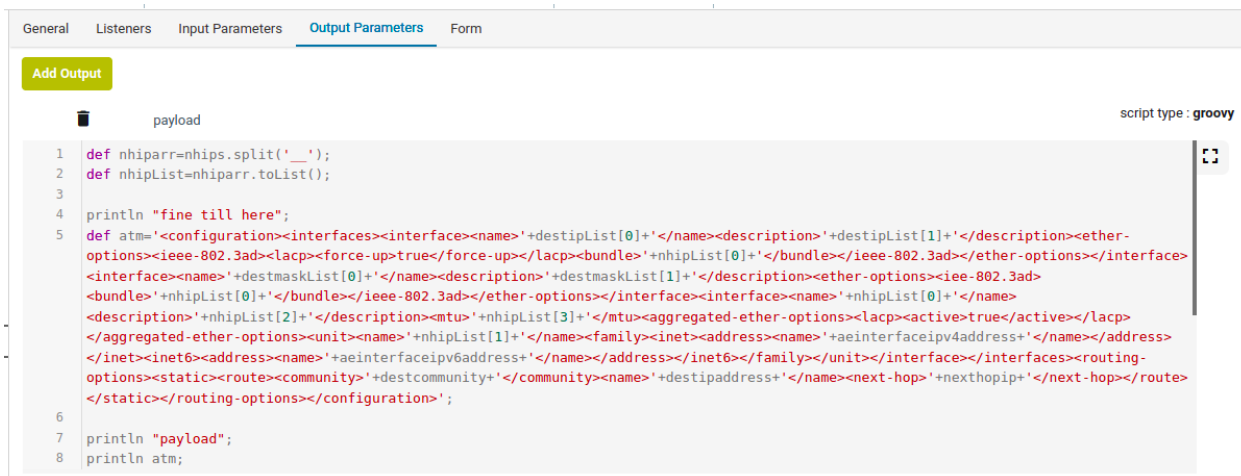 General Listeners Input Parameters Output Parameters Form
Add Output
payload script type : groovy
1 def nhiparr=nhips.split('__');
2 def nhipList=nhiparr.toList();
3
4 println "fine till here";
5 def atm='<configuration><interfaces><interface><name>'+destipList[0]+'</name><description>'+destipList[1]+'</description><ether-
options><ieee-802.3ad><lacp><force-up>true</force-up></lacp><bundle>'+nhipList[0]+'</bundle></ieee-802.3ad></ether-options></interface>
<interface><name>'+destmaskList[0]+'</name><description>'+destmaskList[1]+'</description><ether-options><iee-802.3ad>
<bundle>'+nhipList[0]+'</bundle></ieee-802.3ad></ether-options></interface><interface><name>'+nhipList[0]+'</name>
<description>'+nhipList[2]+'</description><mtu>'+nhipList[3]+'</mtu><aggregated-ether-options><lacp><active>true</active></lacp>
</aggregated-ether-options><unit><name>'+nhipList[1]+'</name><family><inet><address><name>'+aeinterfaceipv4address+'</name></address>
</inet><inet6><address><name>'+aeinterfaceipv6address+'</name></address></inet6></family></unit></interface></interfaces><routing-
options><static><route><community>'+destcommunity+'</community><name>'+destipaddress+'</name><next-hop>'+nexthopip+'</next-hop></route>
</static></routing-options></configuration>';
6
7 println "payload";
8 println atm;